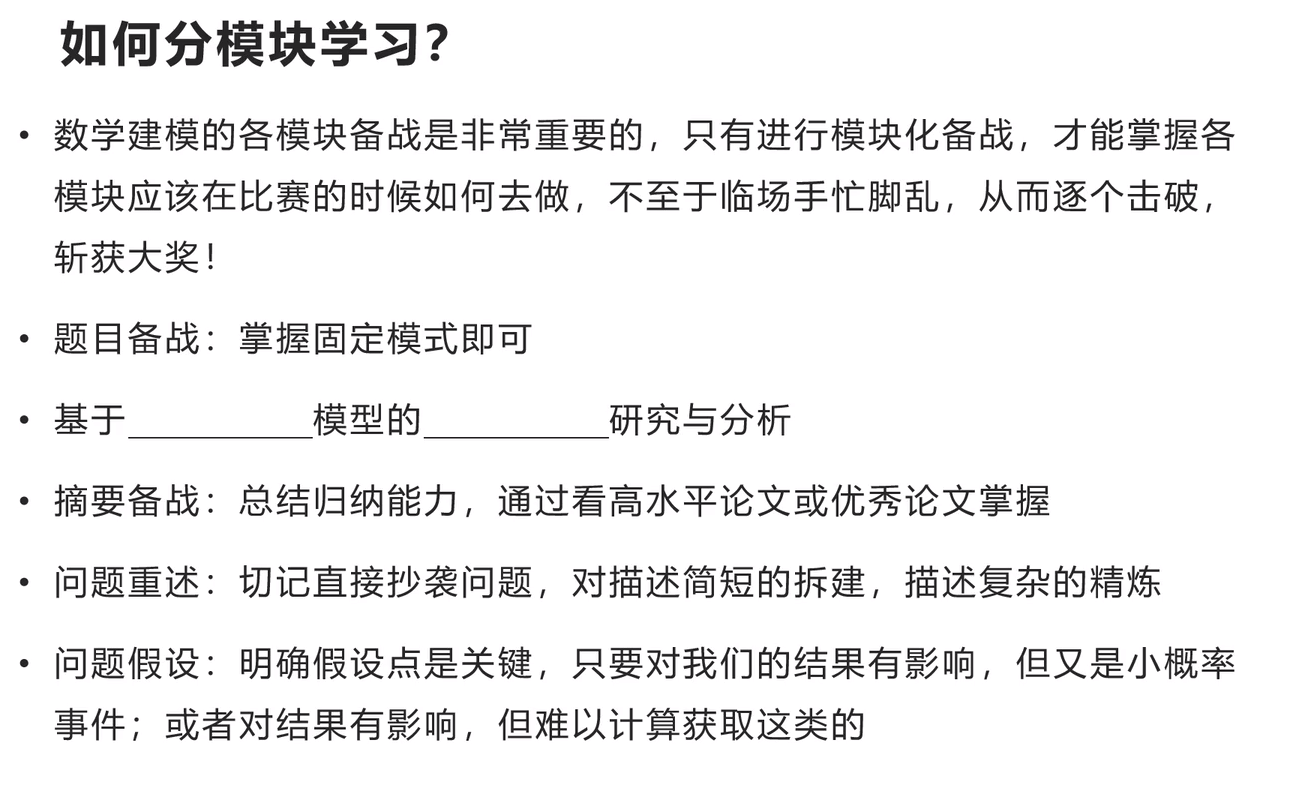 如何分模块学习？
• 数学建模的各模块备战是非常重要的，只有进行模块化备战，才能掌握各
模块应该在比赛的时候如何去做，不至于临场手忙脚乱，从而逐个击破，
斩获大奖！
• 题目备战：掌握固定模式即可
• 基于__________模型的__________研究与分析
• 摘要备战：总结归纳能力，通过看高水平论文或优秀论文掌握
• 问题重述：切记直接抄袭问题，对描述简短的拆建，描述复杂的精炼
• 问题假设：明确假设点是关键，只要对我们的结果有影响，但又是小概率
事件；或者对结果有影响，但难以计算获取这类的